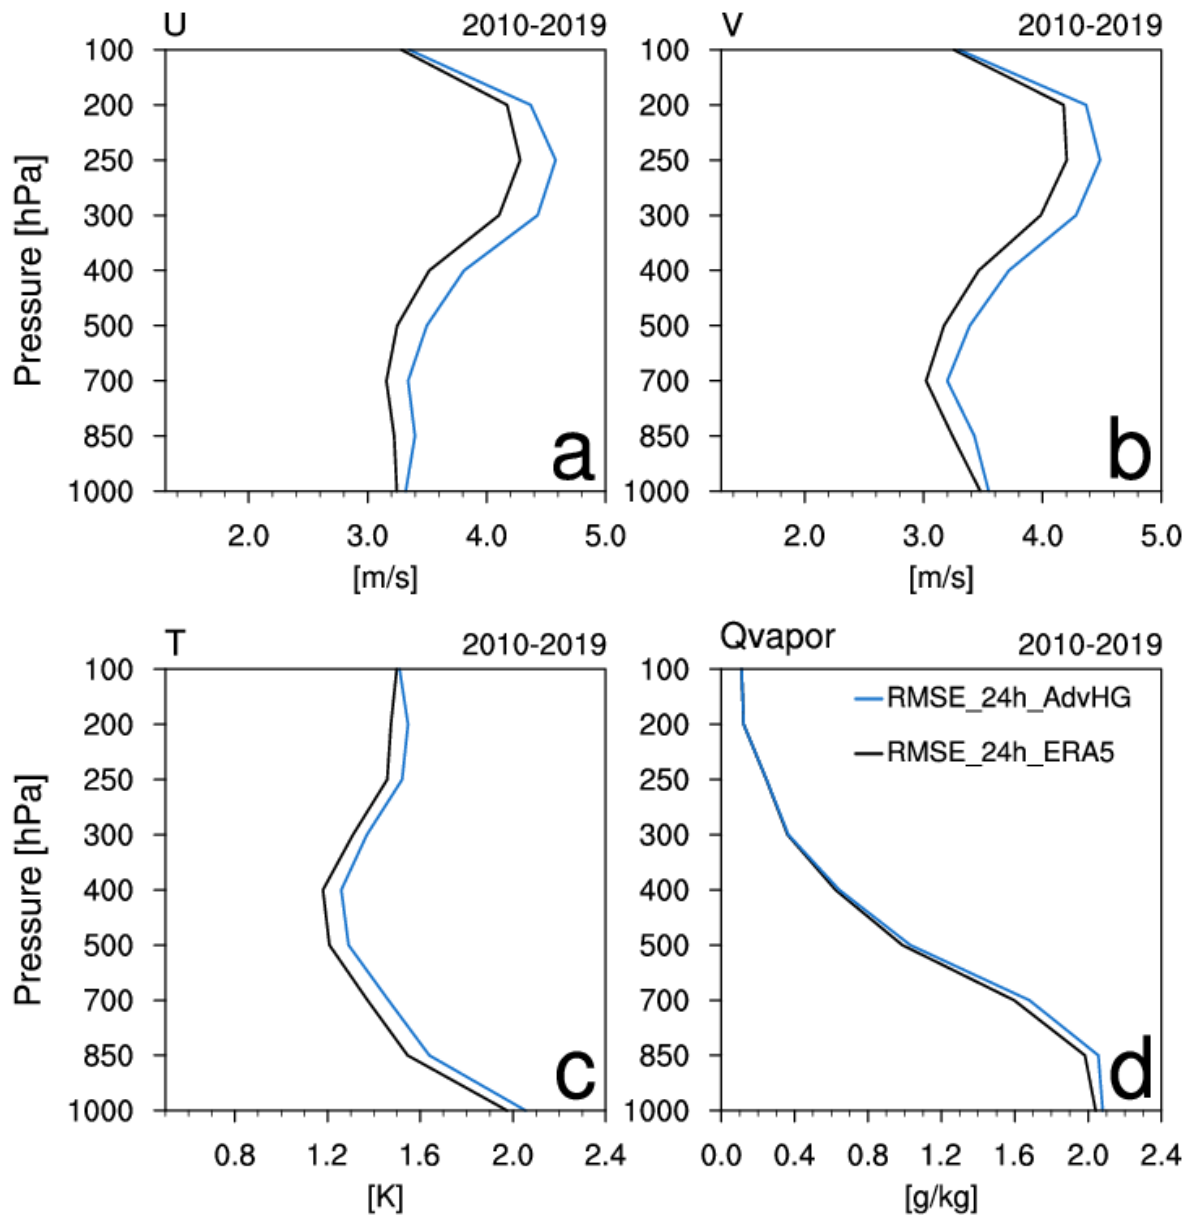 U 2010-2019
100
200
250
300
400
500
700
850
1000
Pressure [hPa]
a
2.0 3.0 4.0 5.0
[m/s]
V 2010-2019
100
200
250
300
400
500
700
850
1000
b
2.0 3.0 4.0 5.0
[m/s]
T 2010-2019
100
200
250
300
400
500
700
850
1000
Pressure [hPa]
c
0.8 1.2 1.6 2.0 2.4
[K]
Qvapor 2010-2019
RMSE_24h_AdvHG
RMSE_24h_ERA5
100
200
250
300
400
500
700
850
1000
d
0.0 0.4 0.8 1.2 1.6 2.0 2.4
[g/kg]